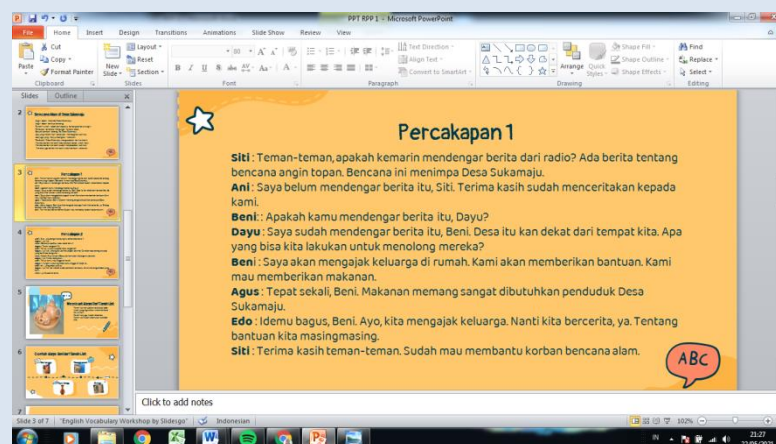 PPT RPP 1 - Microsoft PowerPoint
File Home Insert Design Transitions Animations Slide Show Review View
Paste
Cut
Copy
Format Painter
Clipboard
New Slide
Layout
Reset
Section
Slides
Font
Text Direction
Align Text
Convert to SmartArt
Paragraph
Arrange
Quick Styles
Shape Fill
Shape Outline
Shape Effects
Drawing
Find
Replace
Select
Editing
Slides Outline
2
3
4
5
6
7
Percakapan 1
Siti : Teman-teman, apakah kemarin mendengar berita dari radio? Ada berita tentang
bencana angin topan. Bencana ini menimpa Desa Sukamaju.
Ani : Saya belum mendengar berita itu, Siti. Terima kasih sudah menceritakan kepada
kami.
Beni: : Apakah kamu mendengar berita itu, Dayu?
Dayu : Saya sudah mendengar berita itu, Beni. Desa itu kan dekat dari tempat kita. Apa
yang bisa kita lakukan untuk menolong mereka?
Beni : Saya akan mengajak keluarga di rumah. Kami akan memberikan bantuan. Kami
mau memberikan makanan.
Agus : Tepat sekali, Beni. Makanan memang sangat dibutuhkan penduduk Desa
Sukamaju.
Edo : Idemu bagus, Beni. Ayo, kita mengajak keluarga. Nanti kita bercerita, ya. Tentang
bantuan kita masingmasing.
Siti : Terima kasih teman-teman. Sudah mau membantu korban bencana alam.
ABC
Click to add notes
Slide 3 of 7 "English Vocabulary Workshop by Slidesgo" Indonesian 102%
IN 21:27